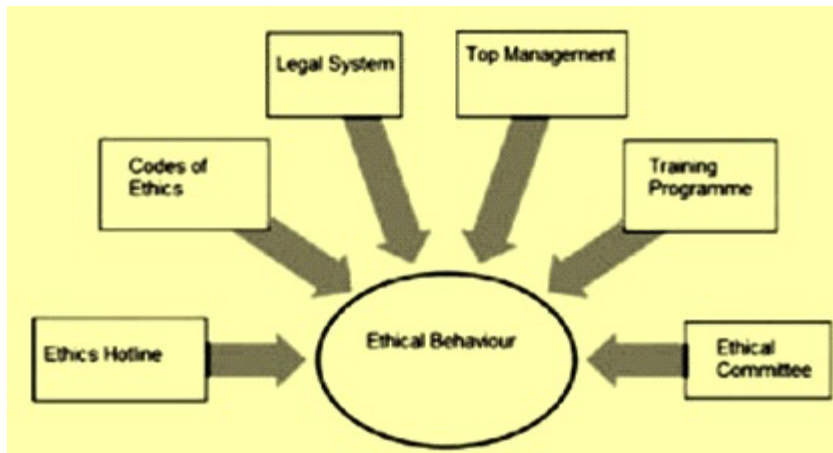 Legal System
Top Management
Codes of
Ethics
Training
Programme
Ethics Hotline
Ethical Behaviour
Ethical
Committee